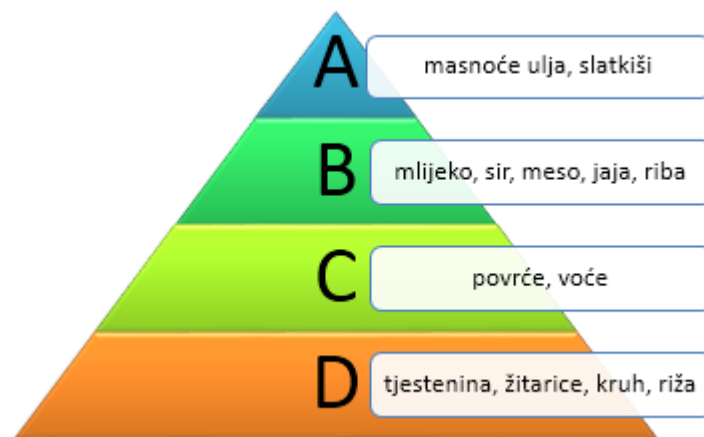 A
masnoće ulja, slatkiši
B
mlijeko, sir, meso, jaja, riba
C
povrće, voće
D
tjestenina, žitarice, kruh, riža